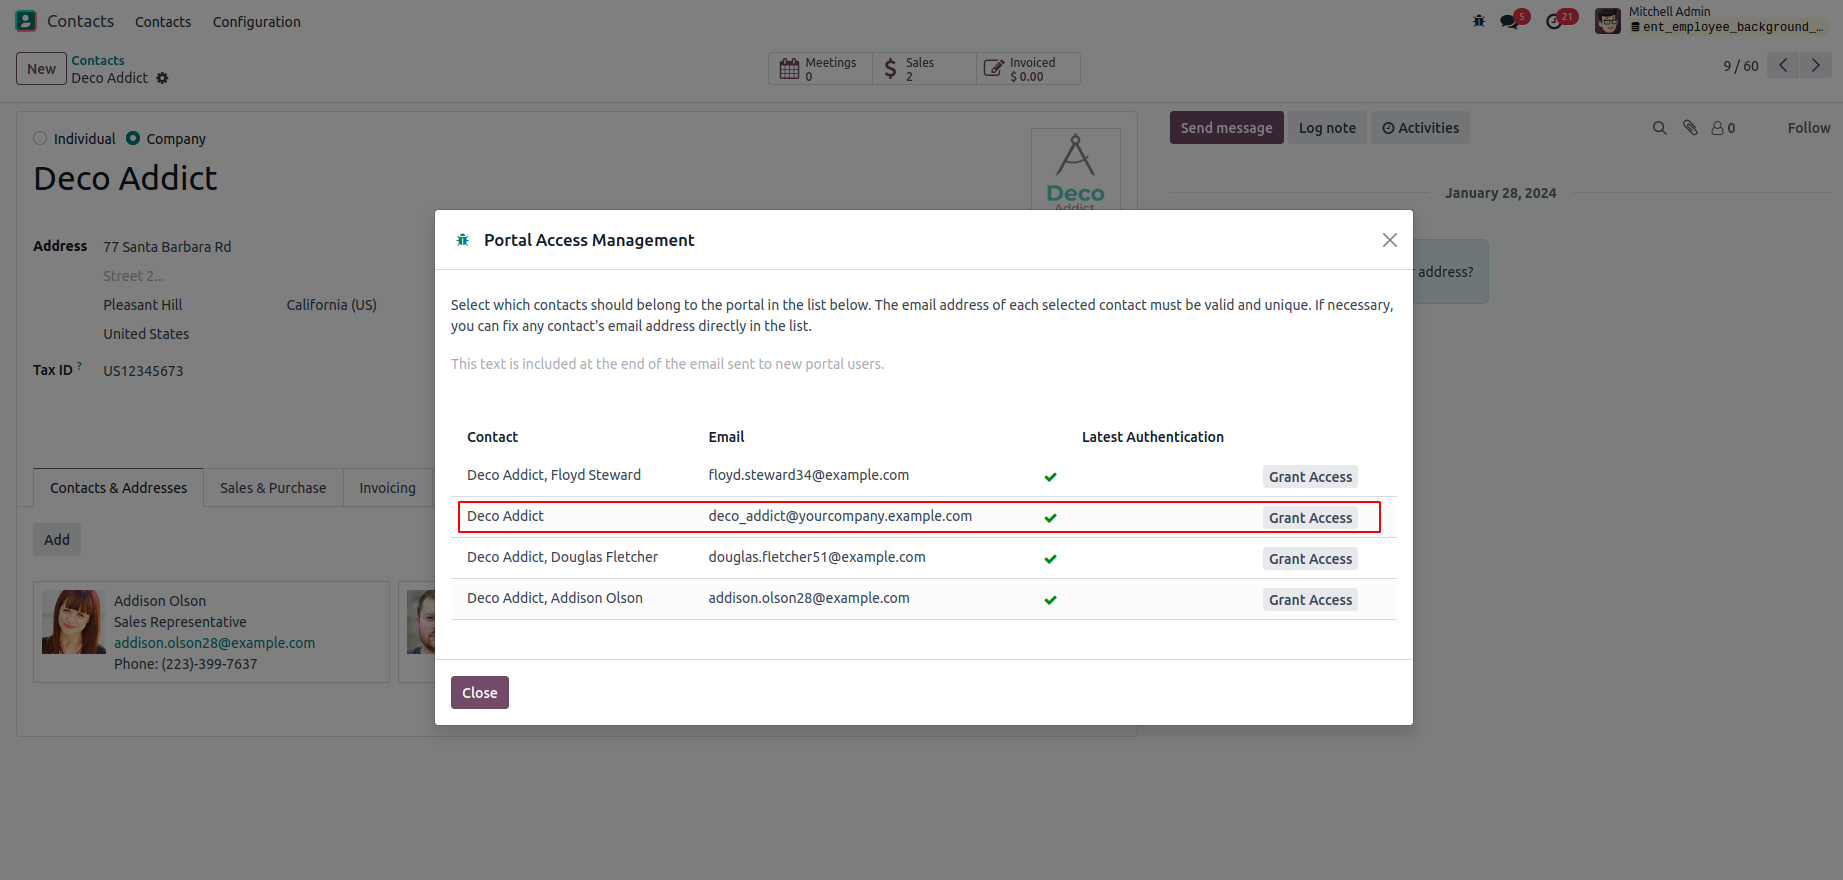 Contacts Contacts Configuration 5 21 Mitchell Admin
ent_employee_background_…
New Contacts
Deco Addict
Meetings
0
Sales
2
Invoiced
$ 0.00
9 / 60
Individual Company
Deco Addict
Deco
Addict
Address 77 Santa Barbara Rd
Street 2...
Pleasant Hill California (US)
United States
Tax ID ? US12345673
Contacts & Addresses Sales & Purchase Invoicing
Add
Addison Olson
Sales Representative
addison.olson28@example.com
Phone: (223)-399-7637
Send message Log note Activities 0 Follow
January 28, 2024
address?
Portal Access Management
Select which contacts should belong to the portal in the list below. The email address of each selected contact must be valid and unique. If necessary,
you can fix any contact's email address directly in the list.
This text is included at the end of the email sent to new portal users.
Contact Email Latest Authentication
Deco Addict, Floyd Steward floyd.steward34@example.com Grant Access
Deco Addict deco_addict@yourcompany.example.com Grant Access
Deco Addict, Douglas Fletcher douglas.fletcher51@example.com Grant Access
Deco Addict, Addison Olson addison.olson28@example.com Grant Access
Close